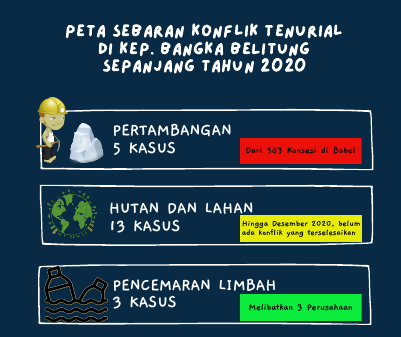 PETA SEBARAN KONFLIK TENURIAL
DI KEP. BANGKA BELITUNG
SEPANJANG TAHUN 2020
PERTAMBANGAN
5 KASUS
Dari 583 Konsesi di Babel
HUTAN DAN LAHAN
13 KASUS
Hingga Desember 2020, belum
ada konflik yang terselesaikan
PENCEMARAN LIMBAH
3 KASUS
Melibatkan 3 Perusahaan